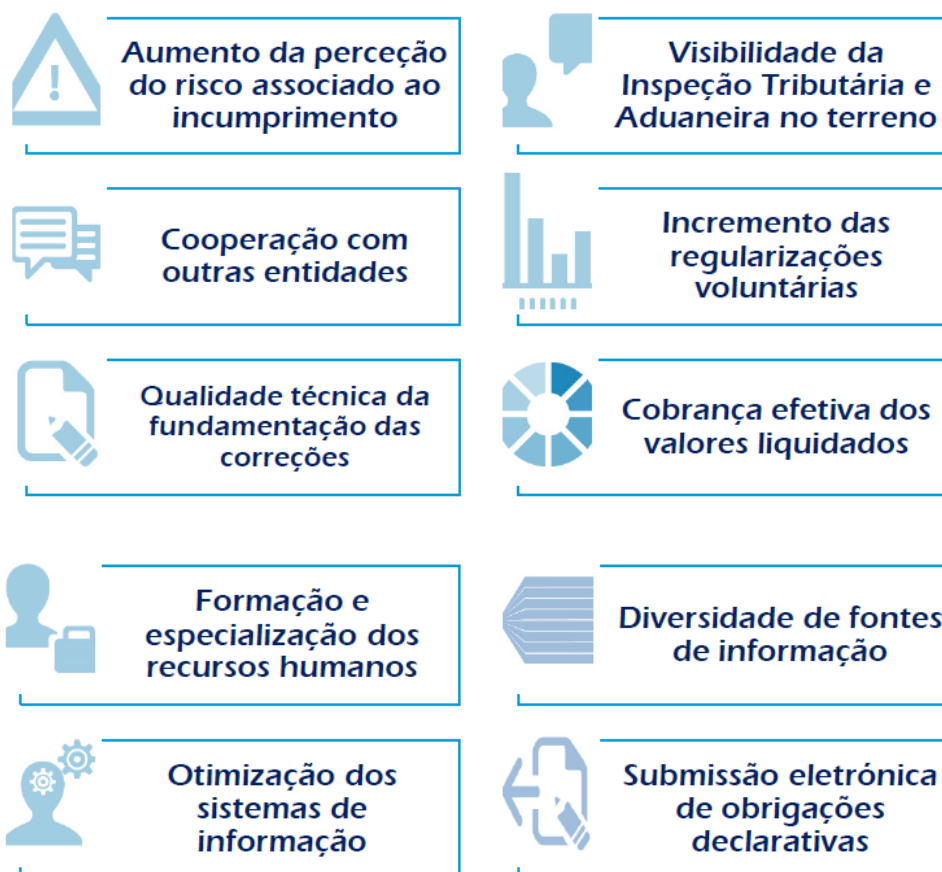 Aumento da perceção
do risco associado ao
incumprimento
Visibilidade da
Inspeção Tributária e
Aduaneira no terreno
Cooperação com
outras entidades
Incremento das
regularizações
voluntárias
Qualidade técnica da
fundamentação das
correções
Cobrança efetiva dos
valores liquidados
Formação e
especialização dos
recursos humanos
Diversidade de fontes
de informação
Otimização dos
sistemas de
informação
Submissão eletrónica
de obrigações
declarativas